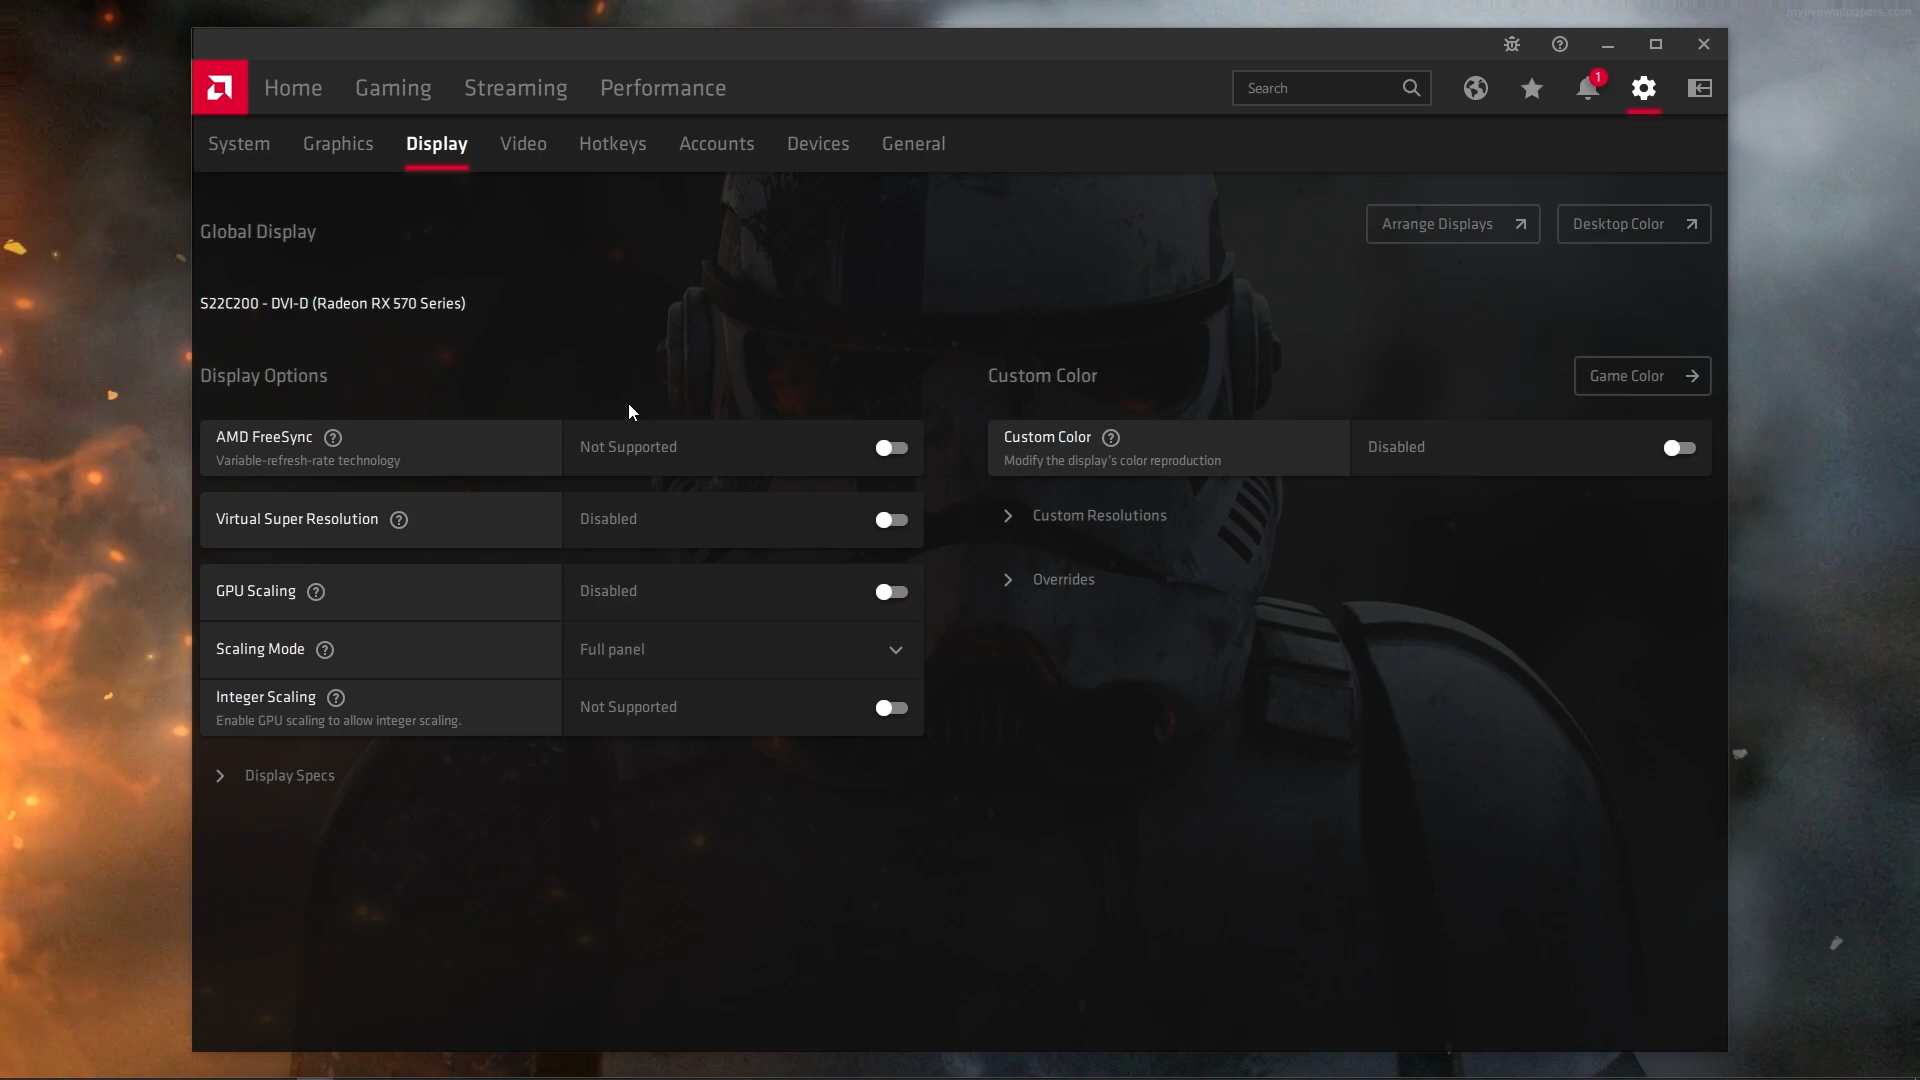 mylivewallpapers.com
Home Gaming Streaming Performance Search 1
System Graphics Display Video Hotkeys Accounts Devices General
Global Display Arrange Displays Desktop Color
S22C200 - DVI-D (Radeon RX 570 Series)
Display Options
AMD FreeSync
Variable-refresh-rate technology
Not Supported
Virtual Super Resolution Disabled
GPU Scaling Disabled
Scaling Mode Full panel
Integer Scaling
Enable GPU scaling to allow integer scaling.
Not Supported
Display Specs
Custom Color Game Color
Custom Color
Modify the display's color reproduction
Disabled
Custom Resolutions
Overrides